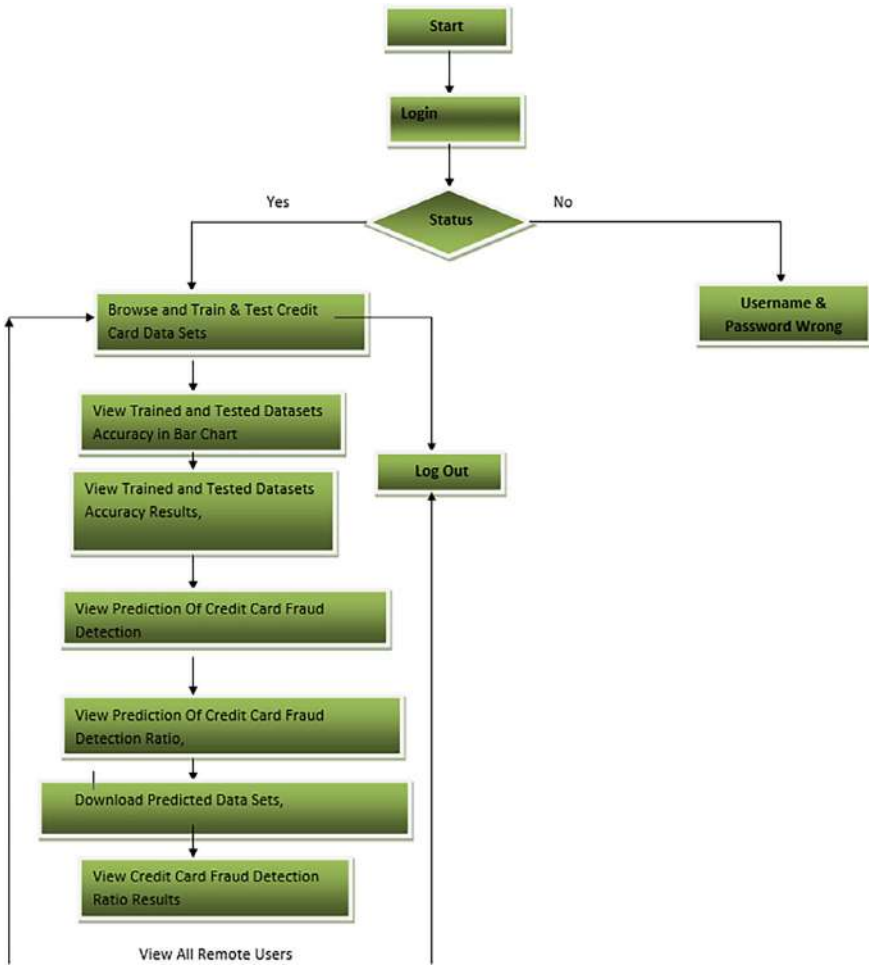 Start
Login
Yes
Status
No
Browse and Train & Test Credit
Card Data Sets
Username &
Password Wrong
View Trained and Tested Datasets
Accuracy in Bar Chart
Log Out
View Trained and Tested Datasets
Accuracy Results,
View Prediction Of Credit Card Fraud
Detection
View Prediction Of Credit Card Fraud
Detection Ratio,
Download Predicted Data Sets,
View Credit Card Fraud Detection
Ratio Results
View All Remote Users